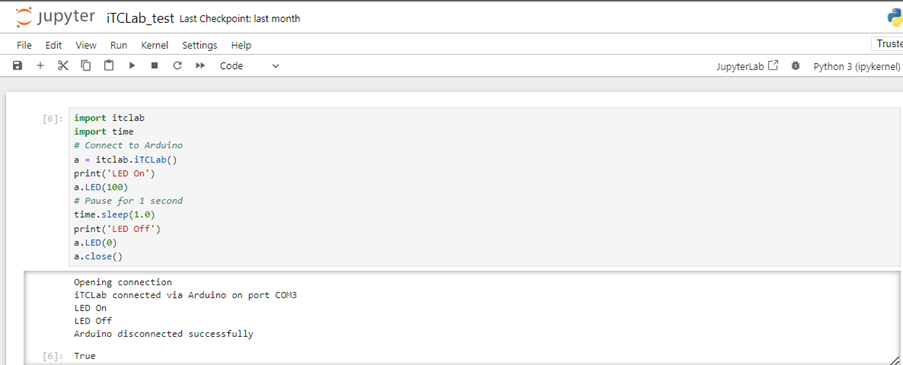 jupyter iTCLab_test Last Checkpoint: last month
File Edit View Run Kernel Settings Help
Code JupyterLab Python 3 (ipykernel)
[6]: import itclab
import time
# Connect to Arduino
a = itclab.iTCLab()
print('LED On')
a.LED(100)
# Pause for 1 second
time.sleep(1.0)
print('LED Off')
a.LED(0)
a.close()
Opening connection
iTCLab connected via Arduino on port COM3
LED On
LED Off
Arduino disconnected successfully
[6]: True